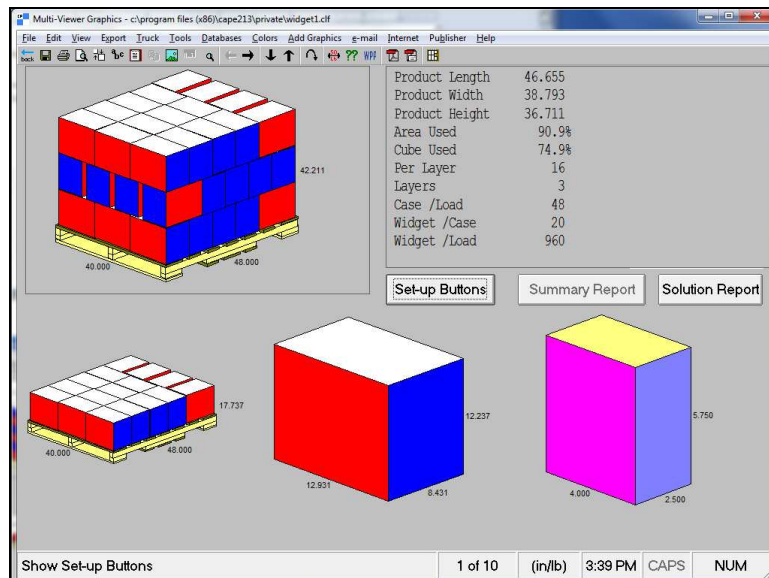 Multi-Viewer Graphics - c:\program files (x86)\cape213\private\widget1.clf
File Edit View Export Truck Tools Databases Colors Add Graphics e-mail Internet Publisher Help
back ?? WPF
Product Length 46.655
Product Width 38.793
Product Height 36.711
Area Used 90.9%
Cube Used 74.9%
Per Layer 16
Layers 3
Case /Load 48
Widget /Case 20
Widget /Load 960
42.211
40.000 48.000
Set-up Buttons Summary Report Solution Report
17.737
40.000 48.000
12.237
12.931 8.431
5.750
4.000 2.500
Show Set-up Buttons 1 of 10 (in/lb) 3:39 PM CAPS NUM